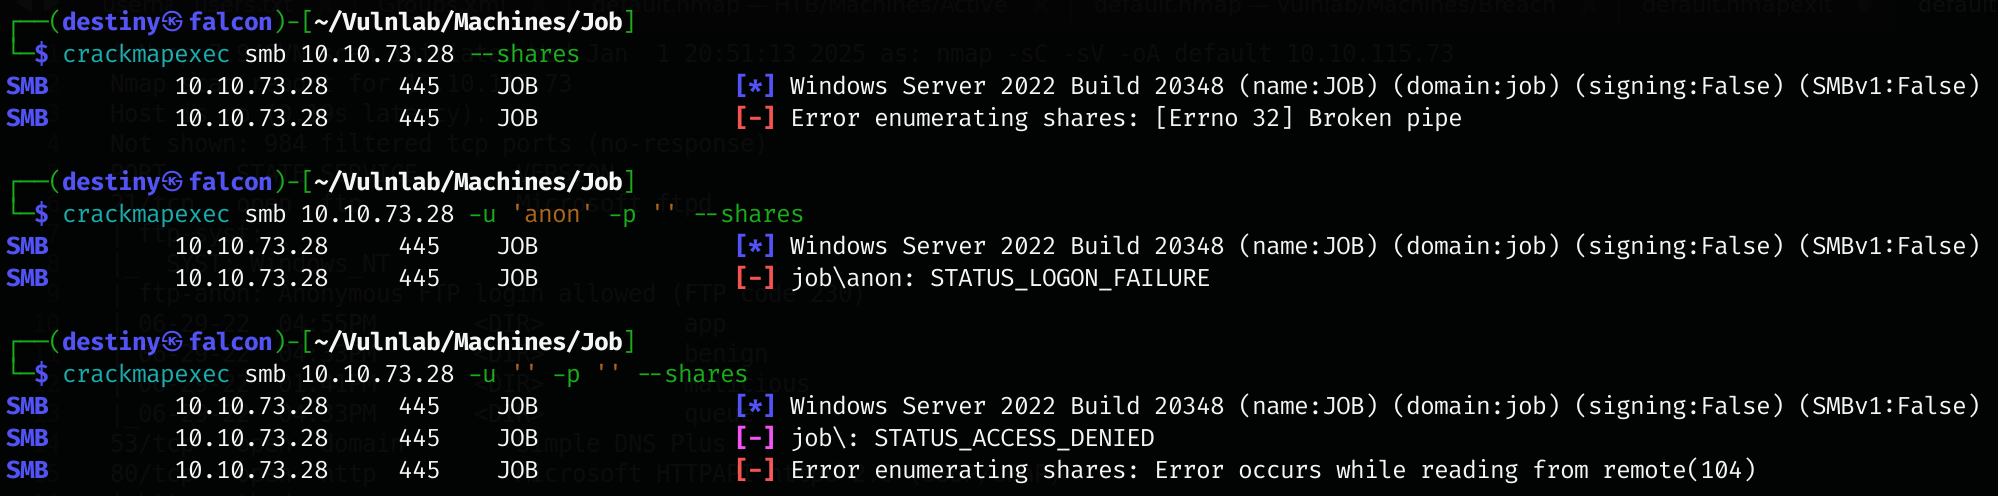 ┌──(destiny㉿falcon)-[~/Vulnlab/Machines/Job]
└─$ crackmapexec smb 10.10.73.28 --shares
SMB 10.10.73.28 445 JOB [*] Windows Server 2022 Build 20348 (name:JOB) (domain:job) (signing:False) (SMBv1:False)
SMB 10.10.73.28 445 JOB [-] Error enumerating shares: [Errno 32] Broken pipe
┌──(destiny㉿falcon)-[~/Vulnlab/Machines/Job]
└─$ crackmapexec smb 10.10.73.28 -u 'anon' -p '' --shares
SMB 10.10.73.28 445 JOB [*] Windows Server 2022 Build 20348 (name:JOB) (domain:job) (signing:False) (SMBv1:False)
SMB 10.10.73.28 445 JOB [-] job\anon: STATUS_LOGON_FAILURE
┌──(destiny㉿falcon)-[~/Vulnlab/Machines/Job]
└─$ crackmapexec smb 10.10.73.28 -u '' -p '' --shares
SMB 10.10.73.28 445 JOB [*] Windows Server 2022 Build 20348 (name:JOB) (domain:job) (signing:False) (SMBv1:False)
SMB 10.10.73.28 445 JOB [-] job\: STATUS_ACCESS_DENIED
SMB 10.10.73.28 445 JOB [-] Error enumerating shares: Error occurs while reading from remote(104)